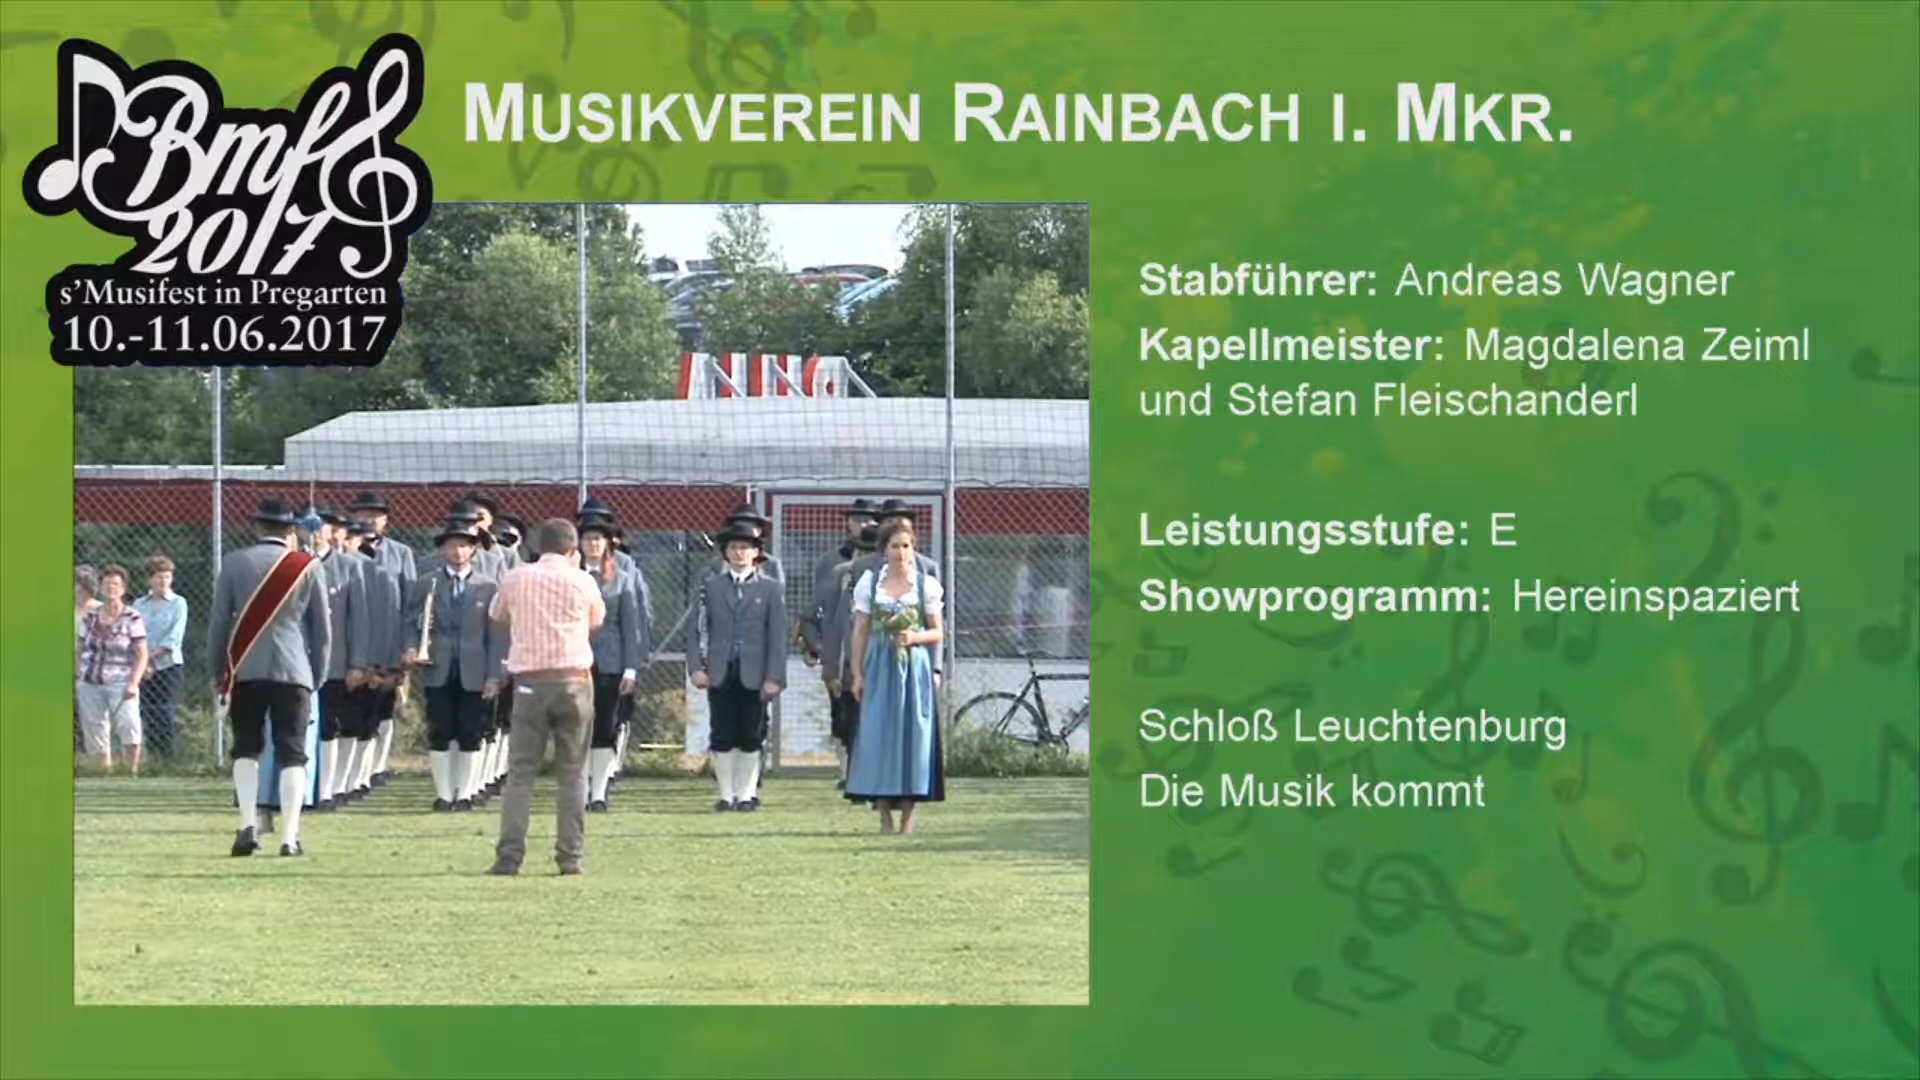 Bmf
2017
s'Musifest in Pregarten
10.-11.06.2017
MUSIKVEREIN RAINBACH I. MKR.
Stabführer: Andreas Wagner
Kapellmeister: Magdalena Zeiml
und Stefan Fleischanderl
Leistungsstufe: E
Showprogramm: Hereinspaziert
Schloß Leuchtenburg
Die Musik kommt